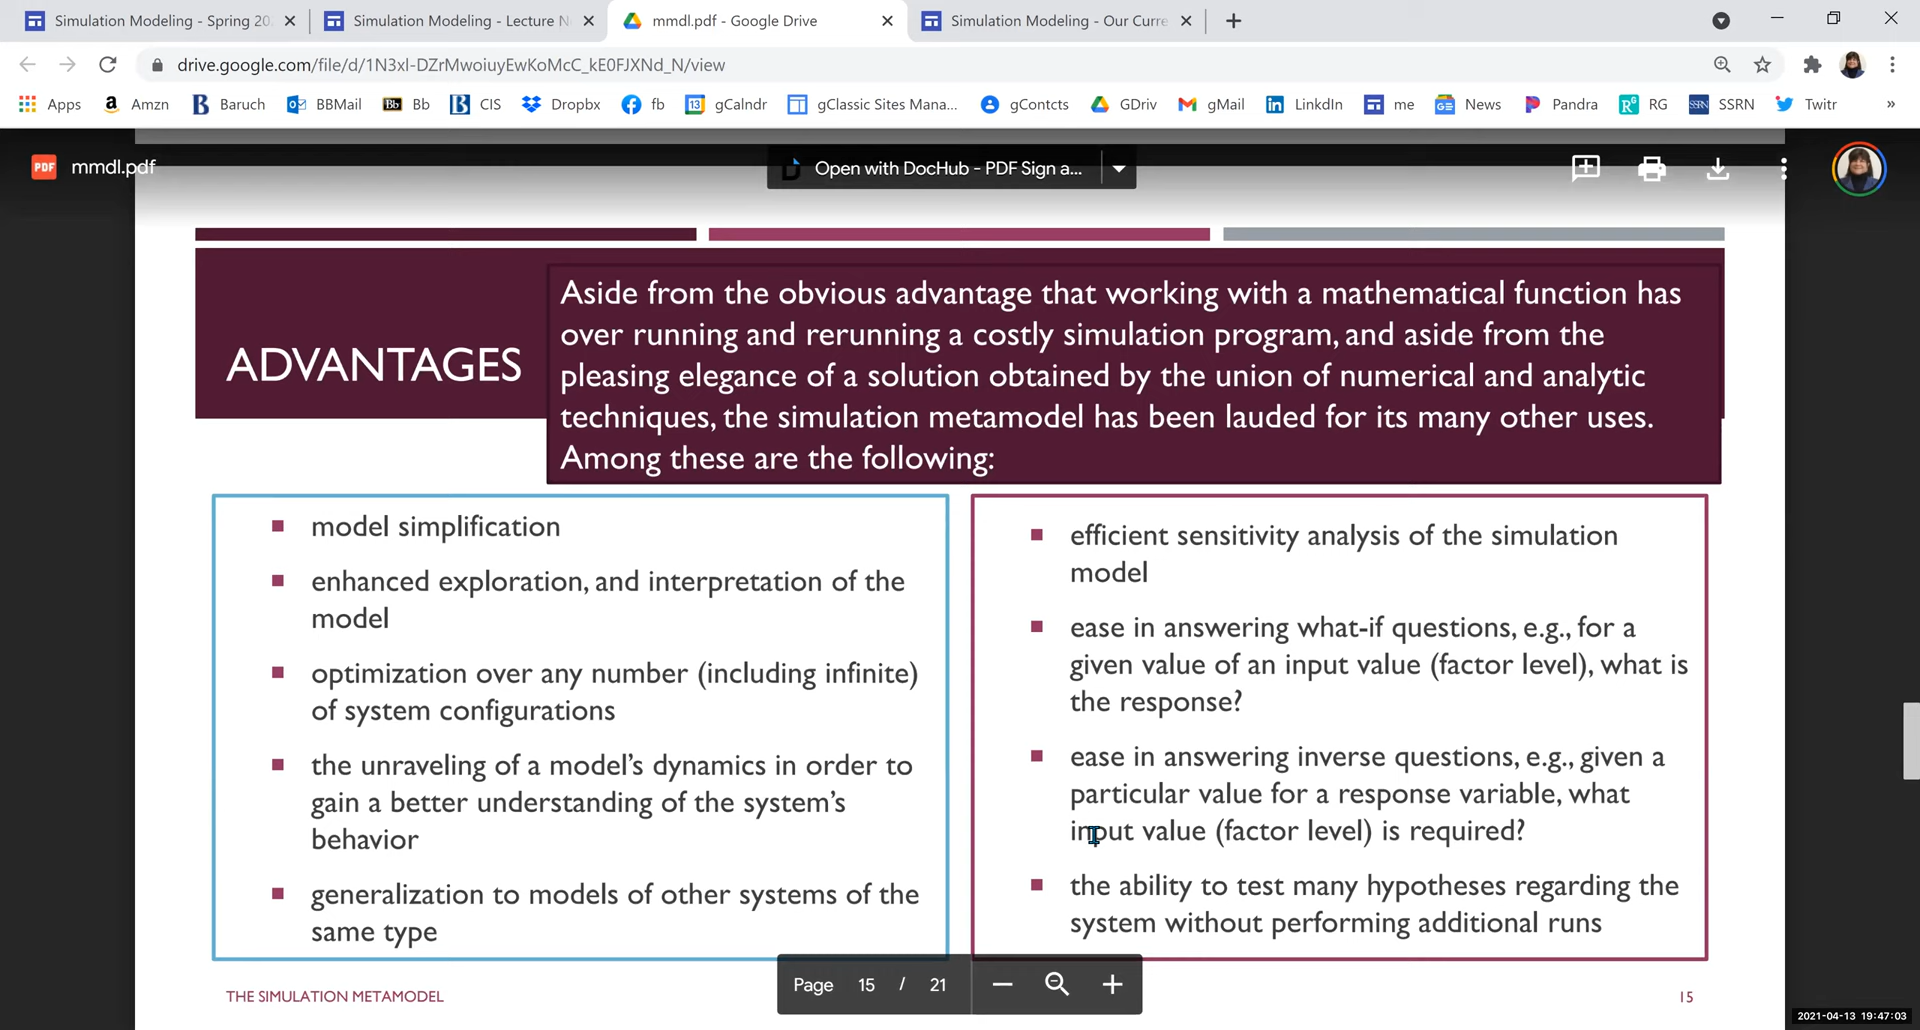 Simulation Modeling - Spring 202
Simulation Modeling - Lecture N
mmdl.pdf - Google Drive
Simulation Modeling - Our Curre
drive.google.com/file/d/1N3xl-DZrMwoiuyEwKoMcC_kE0FJXNd_N/view
Apps
a Amzn
B Baruch
BBMail
Bb Bb
B CIS
Dropbx
fb
13 gCalndr
gClassic Sites Mana...
gContcts
GDriv
gMail
in LinkdIn
me
News
Pandra
RG RG
SSRN SSRN
Twitr
»
PDF mmdl.pdf
Open with DocHub - PDF Sign a...
ADVANTAGES
Aside from the obvious advantage that working with a mathematical function has
over running and rerunning a costly simulation program, and aside from the
pleasing elegance of a solution obtained by the union of numerical and analytic
techniques, the simulation metamodel has been lauded for its many other uses.
Among these are the following:
model simplification
enhanced exploration, and interpretation of the
model
optimization over any number (including infinite)
of system configurations
the unraveling of a model's dynamics in order to
gain a better understanding of the system's
behavior
generalization to models of other systems of the
same type
efficient sensitivity analysis of the simulation
model
ease in answering what-if questions, e.g., for a
given value of an input value (factor level), what is
the response?
ease in answering inverse questions, e.g., given a
particular value for a response variable, what
input value (factor level) is required?
the ability to test many hypotheses regarding the
system without performing additional runs
Page 15 / 21
THE SIMULATION METAMODEL
15
2021-04-13 19:47:03